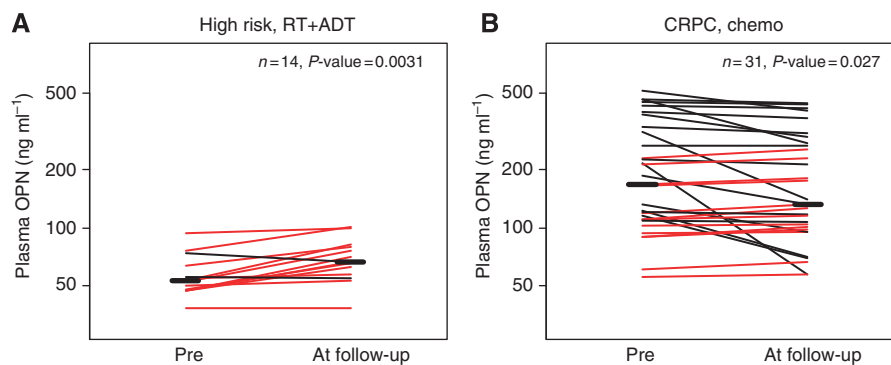 A
High risk, RT+ADT
n=14, P-value=0.0031
Plasma OPN (ng ml⁻¹)
500
200
100
50
Pre
At follow-up
B
CRPC, chemo
n=31, P-value=0.027
Plasma OPN (ng ml⁻¹)
500
200
100
50
Pre
At follow-up